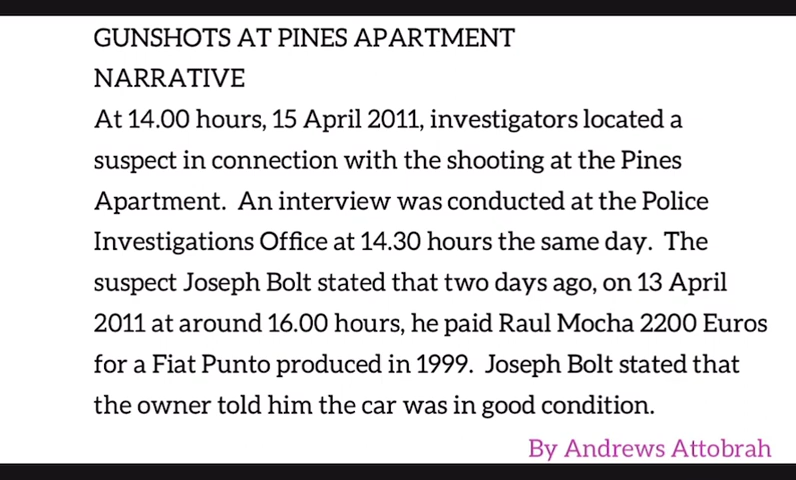 GUNSHOTS AT PINES APARTMENT
NARRATIVE
At 14.00 hours, 15 April 2011, investigators located a
suspect in connection with the shooting at the Pines
Apartment.  An interview was conducted at the Police
Investigations Office at 14.30 hours the same day.  The
suspect Joseph Bolt stated that two days ago, on 13 April
2011 at around 16.00 hours, he paid Raul Mocha 2200 Euros
for a Fiat Punto produced in 1999.  Joseph Bolt stated that
the owner told him the car was in good condition.
By Andrews Attobrah